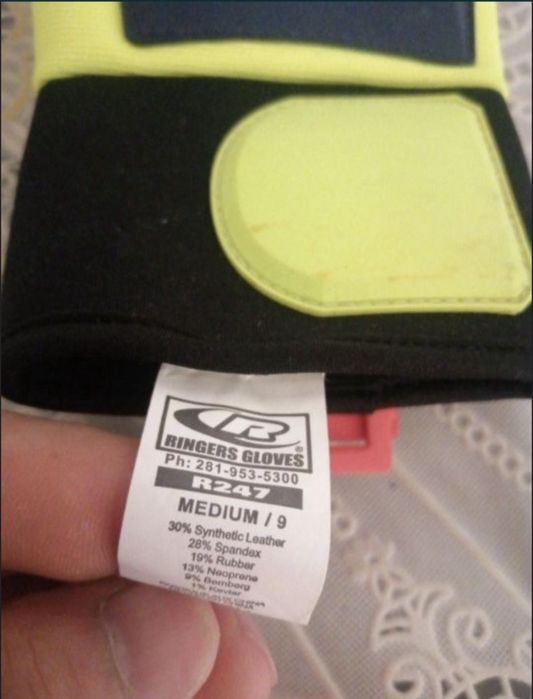 R
RINGERS GLOVES®
Ph: 281-953-5300
R247
MEDIUM / 9
30% Synthetic Leather
28% Spandex
19% Rubber
13% Neoprene
9% Bemberg
1% Kevlar